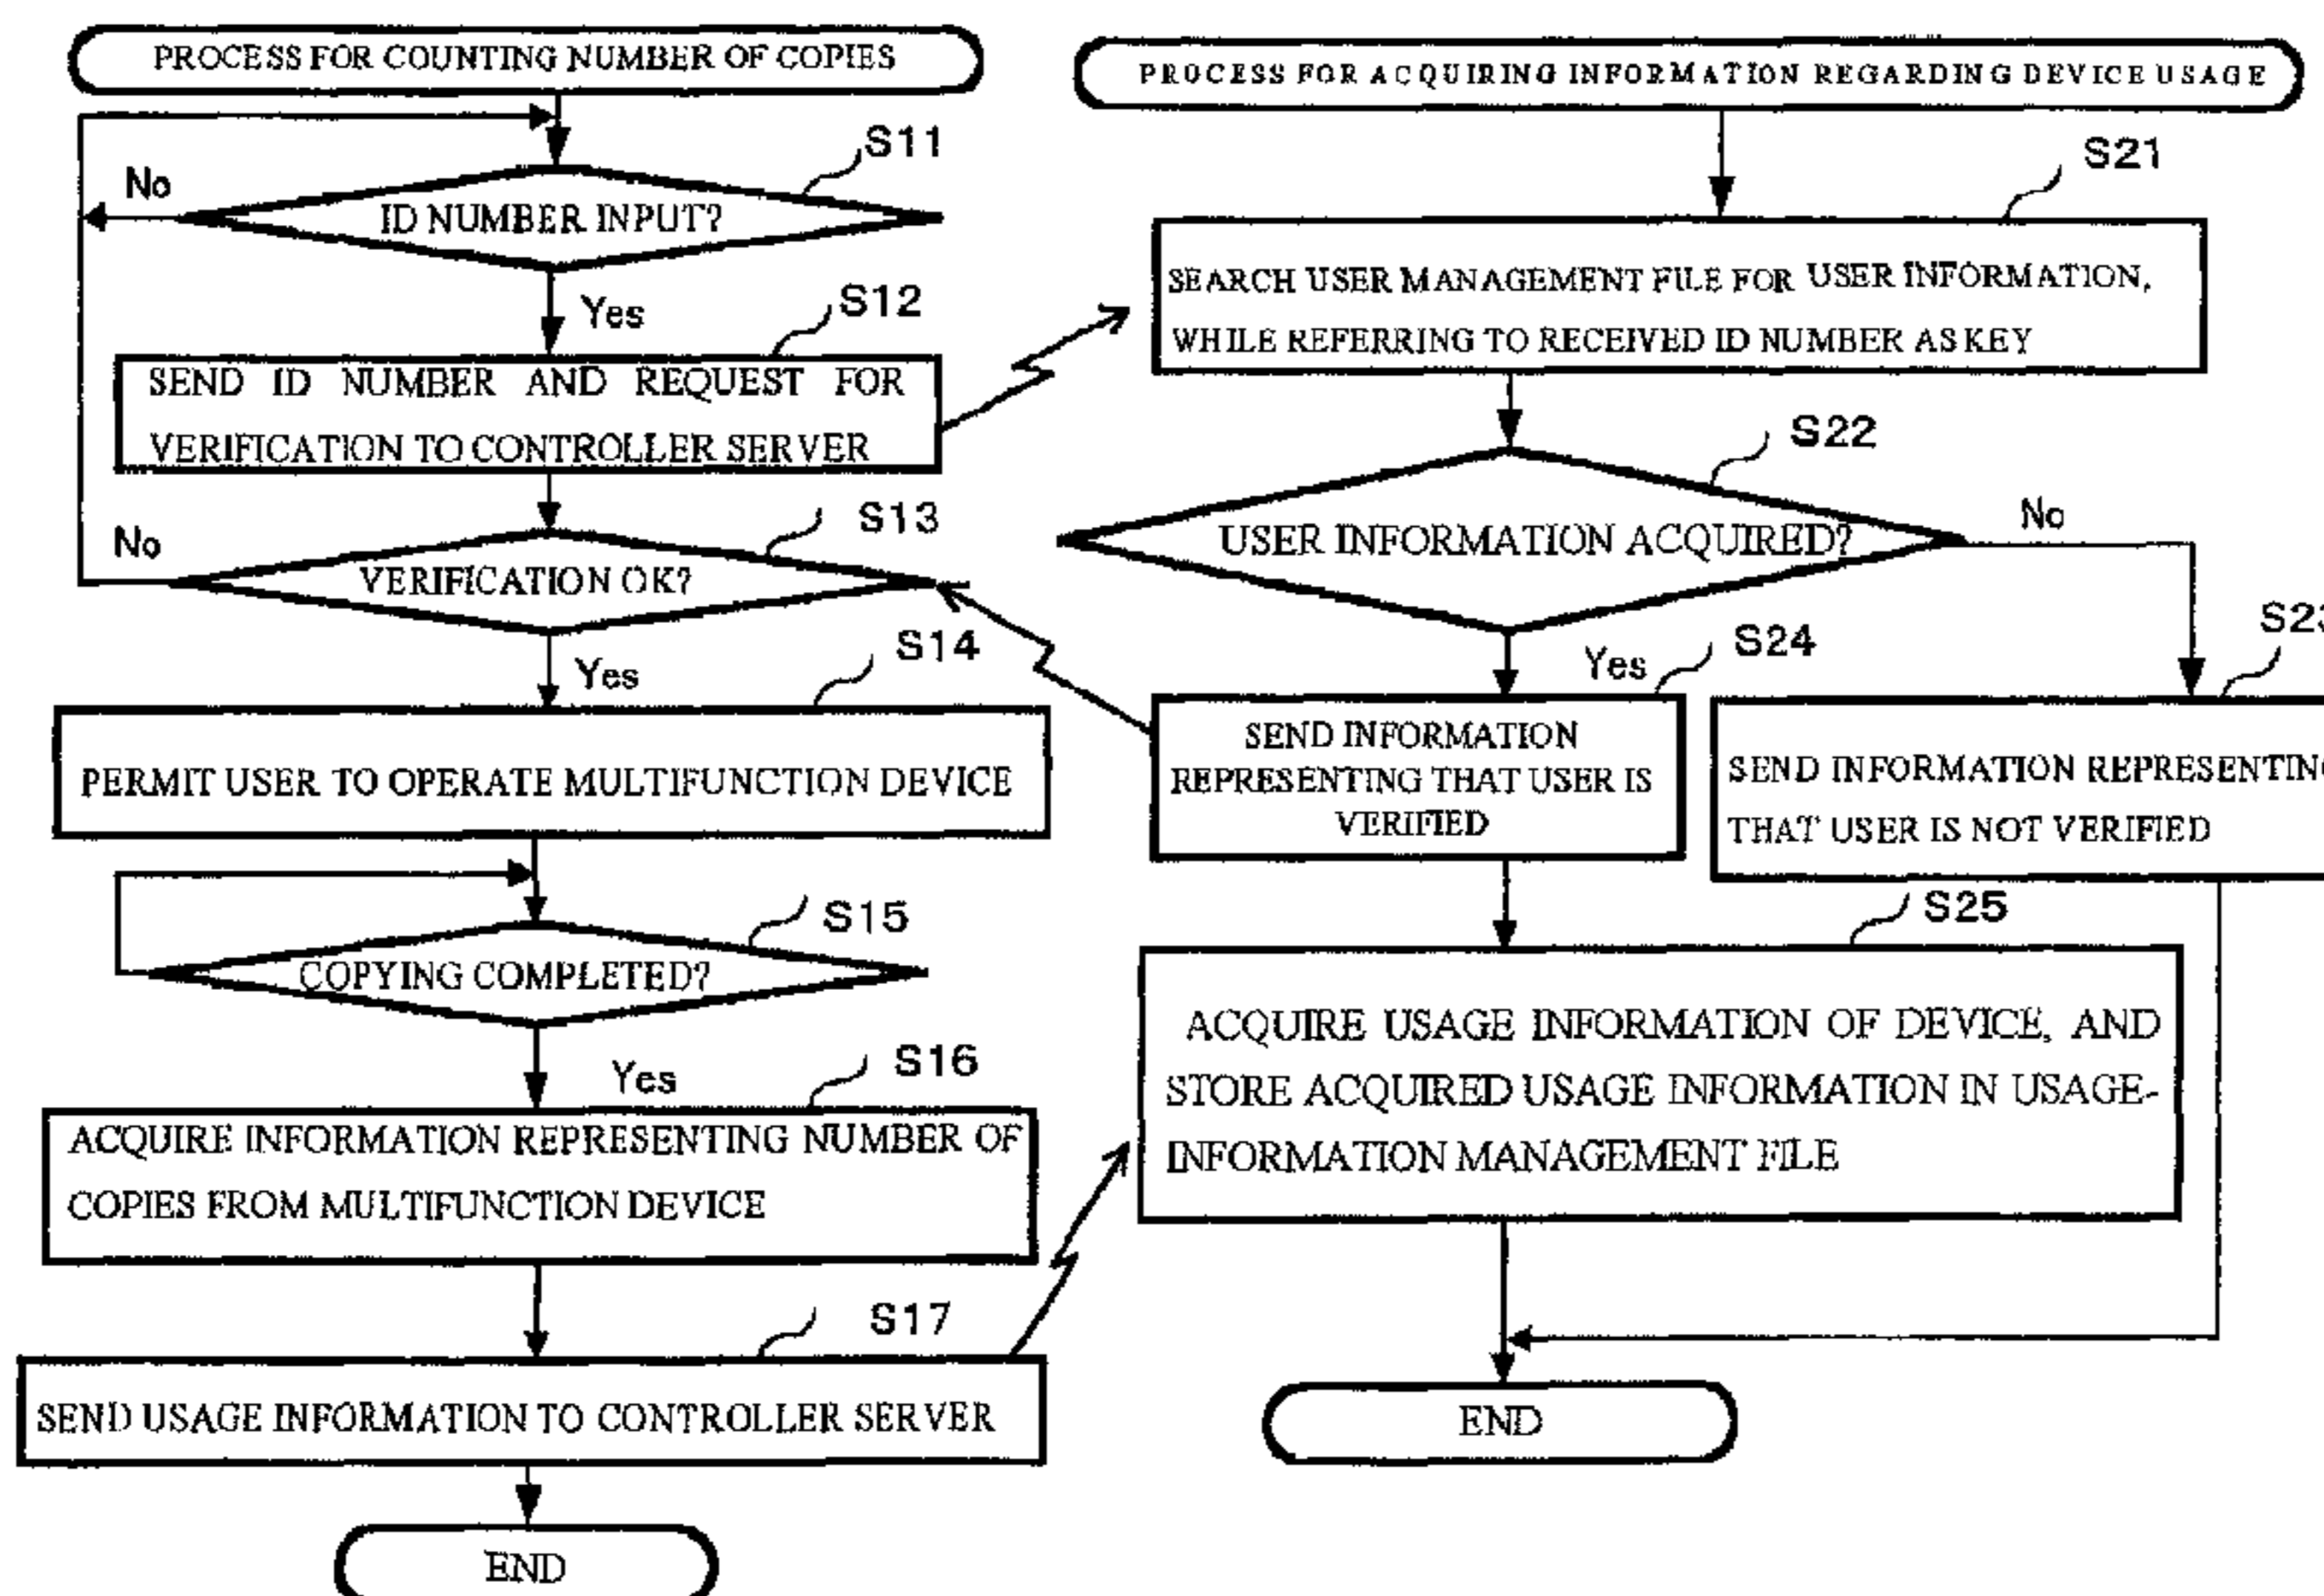 PROCESS FOR COUNTING NUMBER OF COPIES
S11
No
ID NUMBER INPUT?
Yes
S12
SEND ID NUMBER AND REQUEST FOR
VERIFICATION TO CONTROLLER SERVER
S13
No
VERIFICATION OK?
Yes
S14
PERMIT USER TO OPERATE MULTIFUNCTION DEVICE
S15
COPYING COMPLETED?
Yes
S16
ACQUIRE INFORMATION REPRESENTING NUMBER OF
COPIES FROM MULTIFUNCTION DEVICE
S17
SEND USAGE INFORMATION TO CONTROLLER SERVER
END
PROCESS FOR ACQUIRING INFORMATION REGARDING DEVICE USAGE
S21
SEARCH USER MANAGEMENT FILE FOR USER INFORMATION,
WHILE REFERRING TO RECEIVED ID NUMBER AS KEY
S22
USER INFORMATION ACQUIRED?
No
Yes
S24
SEND INFORMATION
REPRESENTING THAT USER IS
VERIFIED
S23
SEND INFORMATION REPRESENTING
THAT USER IS NOT VERIFIED
S25
ACQUIRE USAGE INFORMATION OF DEVICE, AND
STORE ACQUIRED USAGE INFORMATION IN USAGE-
INFORMATION MANAGEMENT FILE
END